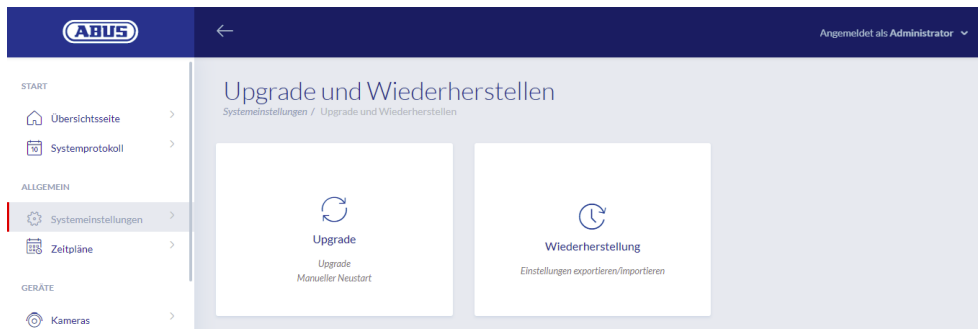 ABUS
Angemeldet als Administrator
START
Übersichtsseite
10
Systemprotokoll
ALLGEMEIN
Systemeinstellungen
Zeitpläne
GERÄTE
Kameras
Upgrade und Wiederherstellen
Systemeinstellungen / Upgrade und Wiederherstellen
Upgrade
Upgrade
Manueller Neustart
Wiederherstellung
Einstellungen exportieren/importieren